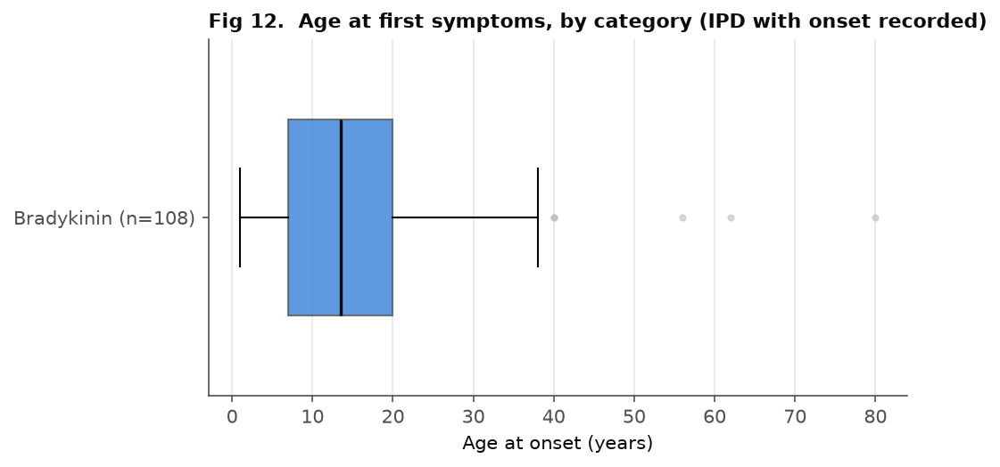 Fig 12.  Age at first symptoms, by category (IPD with onset recorded)
Bradykinin (n=108)
0 10 20 30 40 50 60 70 80
Age at onset (years)